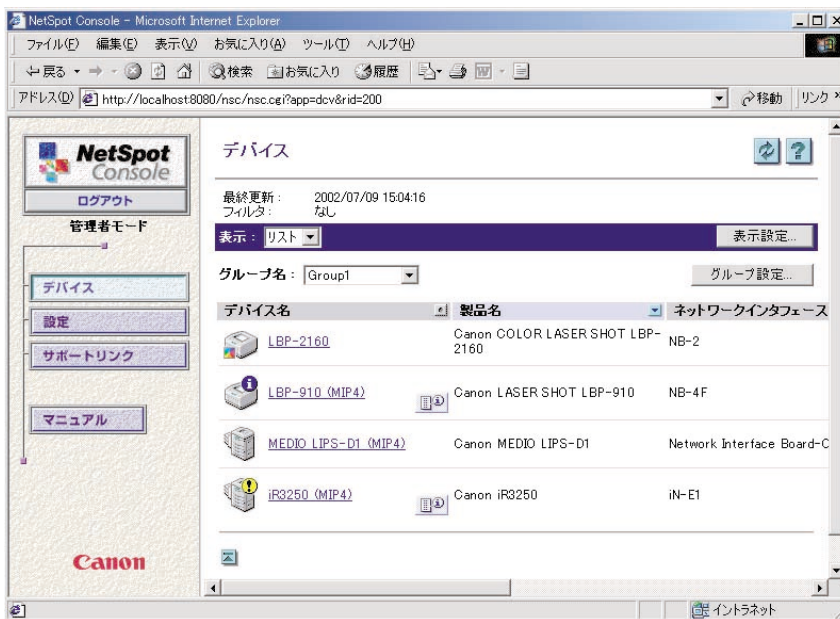 NetSpot Console - Microsoft Internet Explorer
ファイル(F) 編集(E) 表示(V) お気に入り(A) ツール(T) ヘルプ(H)
戻る 検索 お気に入り 履歴
アドレス(D) http://localhost:8080/nsc/nsc.cgi?app=dcv&rid=200 移動 リンク »
NetSpot
Console
ログアウト
管理者モード
デバイス
設定
サポートリンク
マニュアル
Canon
デバイス
最終更新: 2002/07/09 15:04:16
フィルタ: なし
表示: リスト 表示設定...
グループ名: Group1 グループ設定...
デバイス名 製品名 ネットワークインタフェース
LBP-2160 Canon COLOR LASER SHOT LBP-2160 NB-2
LBP-910 (MIP4) Canon LASER SHOT LBP-910 NB-4F
MEDIO LIPS-D1 (MIP4) Canon MEDIO LIPS-D1 Network Interface Board-C
iR3250 (MIP4) Canon iR3250 iN-E1
イントラネット